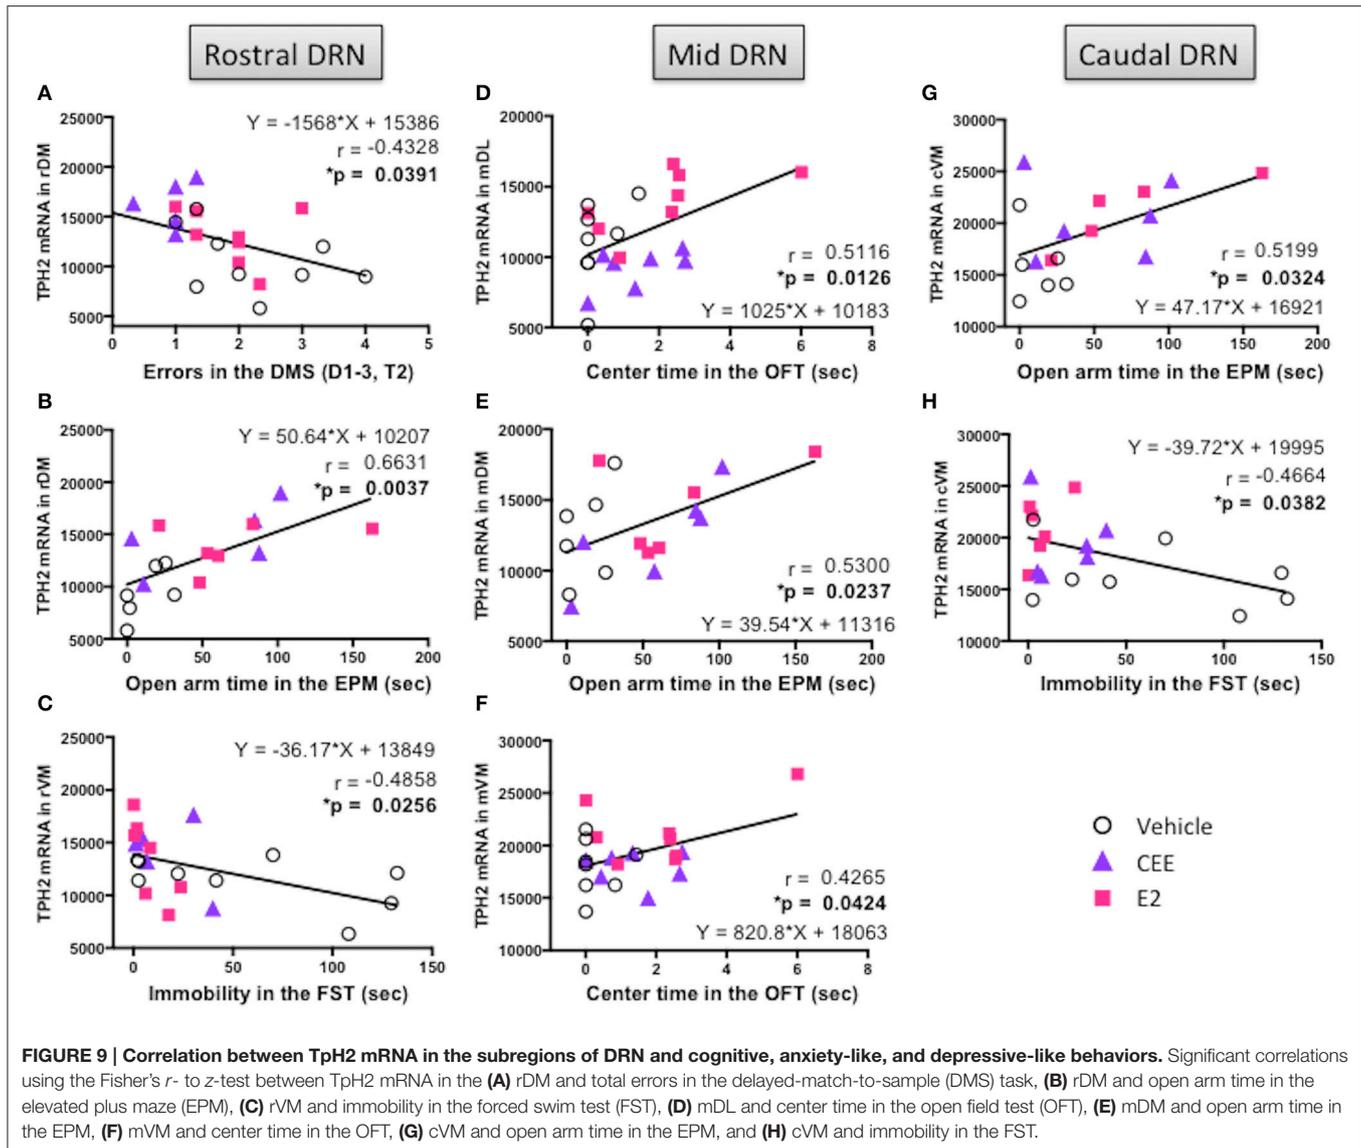 Rostral DRN
Mid DRN
Caudal DRN
A
25000
20000
15000
10000
5000
TPH2 mRNA in rDM
Y = -1568*X + 15386
r = -0.4328
*p = 0.0391
0 1 2 3 4 5
Errors in the DMS (D1-3, T2)
B
25000
20000
15000
10000
5000
TPH2 mRNA in rDM
Y = 50.64*X + 10207
r = 0.6631
*p = 0.0037
0 50 100 150 200
Open arm time in the EPM (sec)
C
25000
20000
15000
10000
5000
TPH2 mRNA in rVM
Y = -36.17*X + 13849
r = -0.4858
*p = 0.0256
0 50 100 150
Immobility in the FST (sec)
D
20000
15000
10000
5000
TPH2 mRNA in mDL
r = 0.5116
*p = 0.0126
Y = 1025*X + 10183
0 2 4 6 8
Center time in the OFT (sec)
E
20000
15000
10000
5000
TPH2 mRNA in mDM
r = 0.5300
*p = 0.0237
Y = 39.54*X + 11316
0 50 100 150 200
Open arm time in the EPM (sec)
F
30000
25000
20000
15000
10000
TPH2 mRNA in mVM
r = 0.4265
*p = 0.0424
Y = 820.8*X + 18063
0 2 4 6 8
Center time in the OFT (sec)
G
30000
25000
20000
15000
10000
TPH2 mRNA in cVM
r = 0.5199
*p = 0.0324
Y = 47.17*X + 16921
0 50 100 150 200
Open arm time in the EPM (sec)
H
30000
25000
20000
15000
10000
TPH2 mRNA in cVM
Y = -39.72*X + 19995
r = -0.4664
*p = 0.0382
0 50 100 150
Immobility in the FST (sec)
Vehicle
CEE
E2
FIGURE 9 | Correlation between TpH2 mRNA in the subregions of DRN and cognitive, anxiety-like, and depressive-like behaviors. Significant correlations
using the Fisher's r- to z-test between TpH2 mRNA in the (A) rDM and total errors in the delayed-match-to-sample (DMS) task, (B) rDM and open arm time in the
elevated plus maze (EPM), (C) rVM and immobility in the forced swim test (FST), (D) mDL and center time in the open field test (OFT), (E) mDM and open arm time in
the EPM, (F) mVM and center time in the OFT, (G) cVM and open arm time in the EPM, and (H) cVM and immobility in the FST.